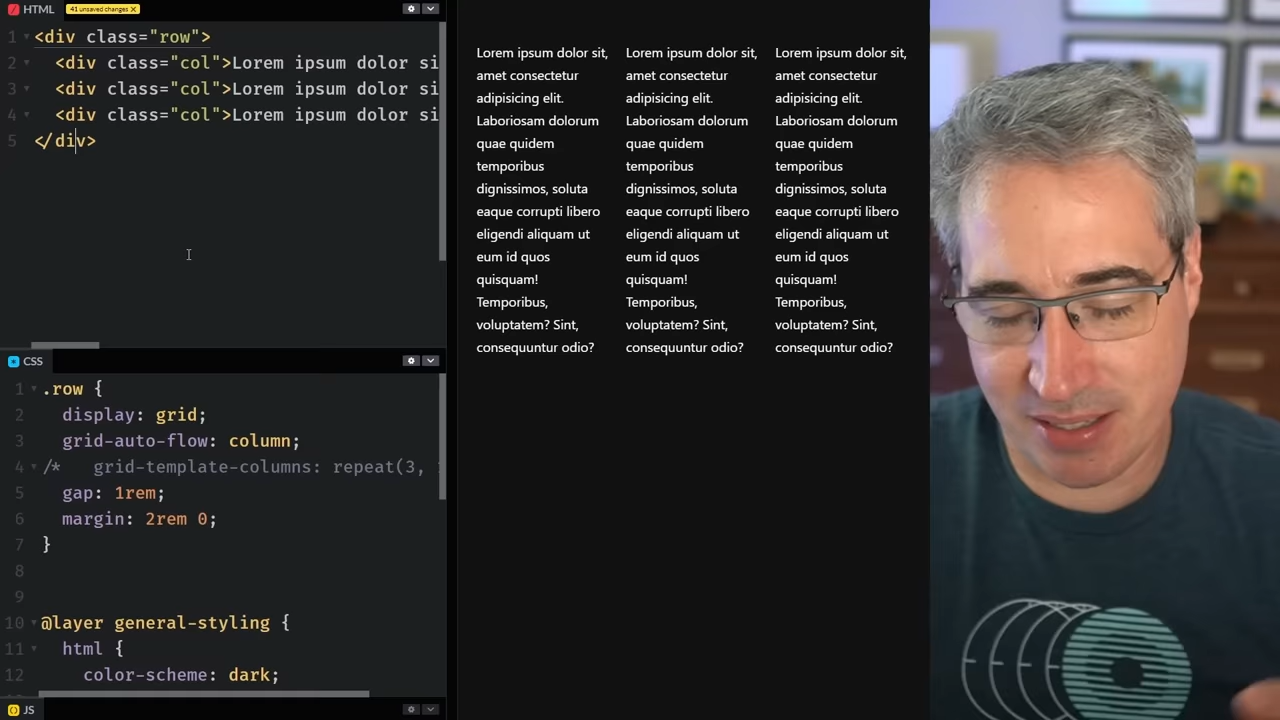 HTML
41 unsaved changes X
1 <div class="row">
2 <div class="col">Lorem ipsum dolor si
3 <div class="col">Lorem ipsum dolor si
4 <div class="col">Lorem ipsum dolor si
5 </div>
CSS
1 .row {
2 display: grid;
3 grid-auto-flow: column;
4 /* grid-template-columns: repeat(3,
5 gap: 1rem;
6 margin: 2rem 0;
7 }
8
9
10 @layer general-styling {
11 html {
12 color-scheme: dark;
JS
Lorem ipsum dolor sit,
amet consectetur
adipisicing elit.
Laboriosam dolorum
quae quidem
temporibus
dignissimos, soluta
eaque corrupti libero
eligendi aliquam ut
eum id quos
quisquam!
Temporibus,
voluptatem? Sint,
consequuntur odio?
Lorem ipsum dolor sit,
amet consectetur
adipisicing elit.
Laboriosam dolorum
quae quidem
temporibus
dignissimos, soluta
eaque corrupti libero
eligendi aliquam ut
eum id quos
quisquam!
Temporibus,
voluptatem? Sint,
consequuntur odio?
Lorem ipsum dolor sit,
amet consectetur
adipisicing elit.
Laboriosam dolorum
quae quidem
temporibus
dignissimos, soluta
eaque corrupti libero
eligendi aliquam ut
eum id quos
quisquam!
Temporibus,
voluptatem? Sint,
consequuntur odio?